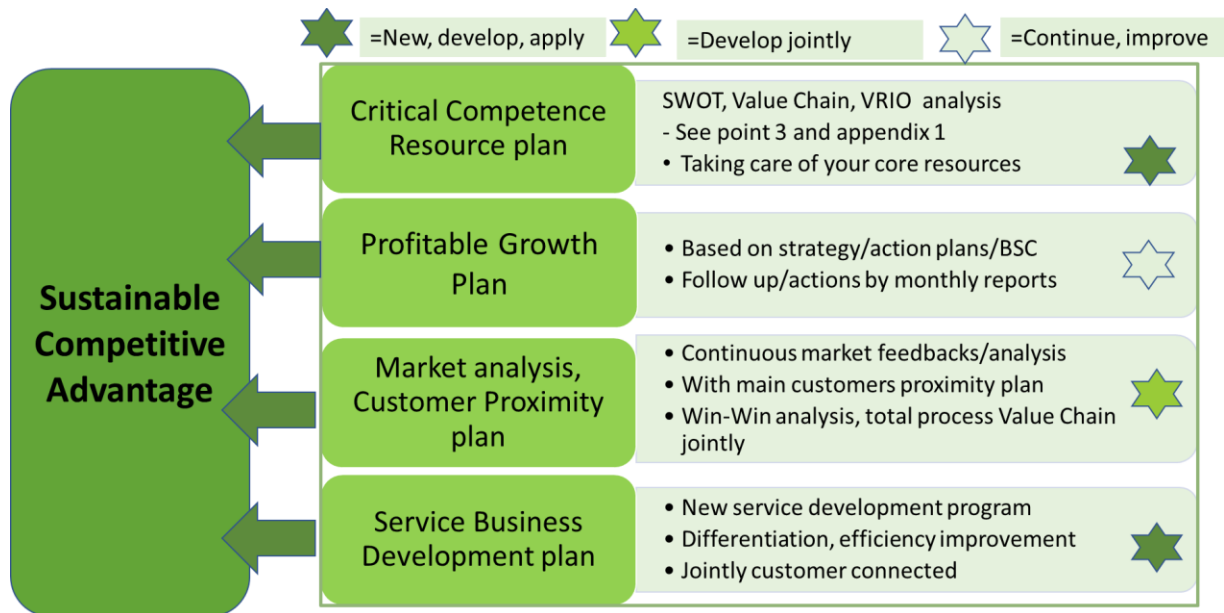 =New, develop, apply
=Develop jointly
=Continue, improve
Sustainable
Competitive
Advantage
Critical Competence
Resource plan
SWOT, Value Chain, VRIO analysis
- See point 3 and appendix 1
• Taking care of your core resources
Profitable Growth
Plan
• Based on strategy/action plans/BSC
• Follow up/actions by monthly reports
Market analysis,
Customer Proximity
plan
• Continuous market feedbacks/analysis
• With main customers proximity plan
• Win-Win analysis, total process Value Chain
jointly
Service Business
Development plan
• New service development program
• Differentiation, efficiency improvement
• Jointly customer connected